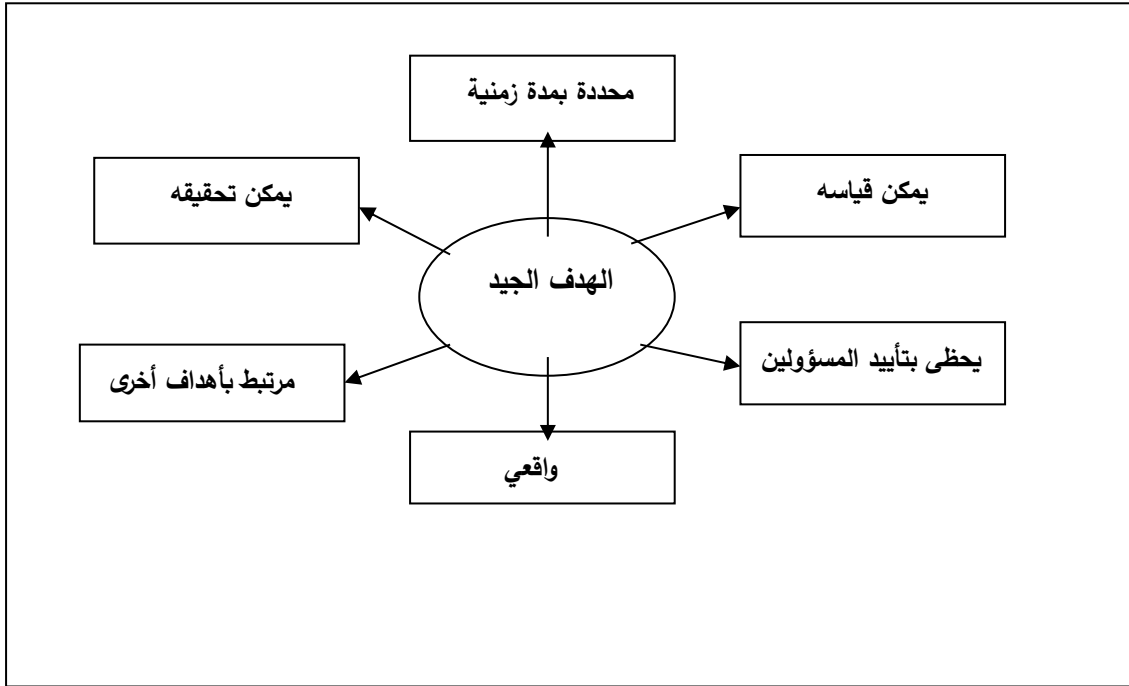 محددة بمدة زمنية
يمكن قياسه
يمكن تحقيقه
الهدف الجيد
يحظى بتأييد المسؤولين
مرتبط بأهداف أخرى
واقعي